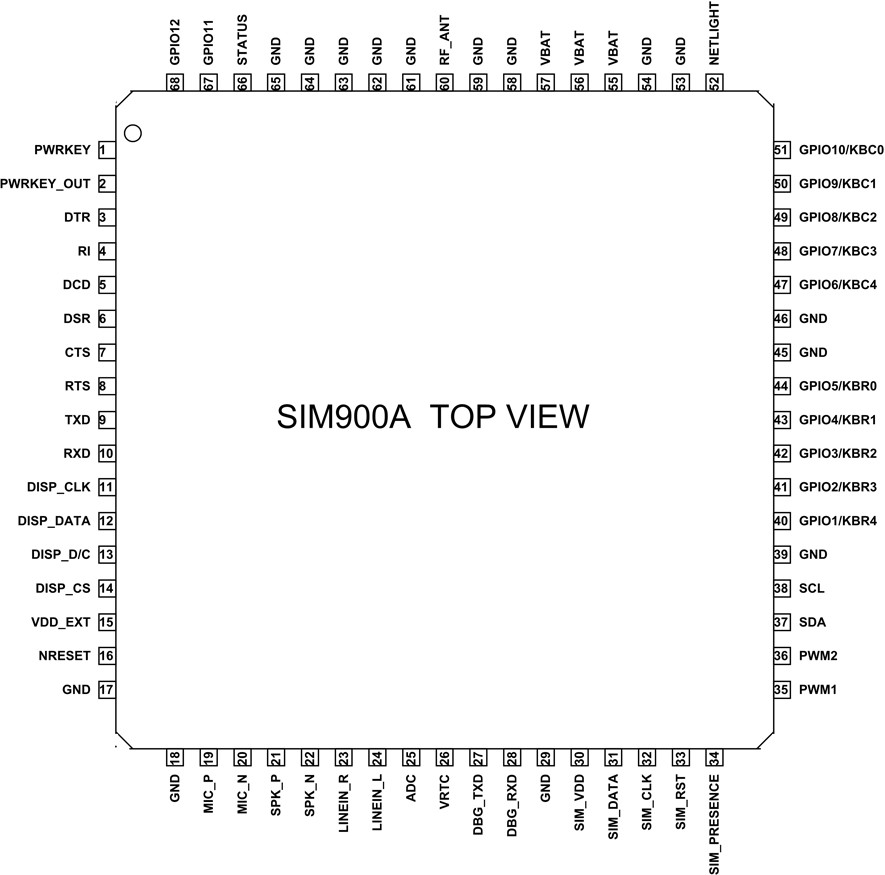 GPIO12
GPIO11
STATUS
GND
GND
GND
GND
GND
RF_ANT
GND
GND
VBAT
VBAT
VBAT
GND
GND
NETLIGHT
68 67 66 65 64 63 62 61 60 59 58 57 56 55 54 53 52
PWRKEY 1
51 GPIO10/KBC0
PWRKEY_OUT 2
50 GPIO9/KBC1
DTR 3
49 GPIO8/KBC2
RI 4
48 GPIO7/KBC3
DCD 5
47 GPIO6/KBC4
DSR 6
46 GND
CTS 7
45 GND
RTS 8
44 GPIO5/KBR0
SIM900A TOP VIEW
TXD 9
43 GPIO4/KBR1
RXD 10
42 GPIO3/KBR2
DISP_CLK 11
41 GPIO2/KBR3
DISP_DATA 12
40 GPIO1/KBR4
DISP_D/C 13
39 GND
DISP_CS 14
38 SCL
VDD_EXT 15
37 SDA
NRESET 16
36 PWM2
GND 17
35 PWM1
18 19 20 21 22 23 24 25 26 27 28 29 30 31 32 33 34
GND
MIC_P
MIC_N
SPK_P
SPK_N
LINEIN_R
LINEIN_L
ADC
VRTC
DBG_TXD
DBG_RXD
GND
SIM_VDD
SIM_DATA
SIM_CLK
SIM_RST
SIM_PRESENCE